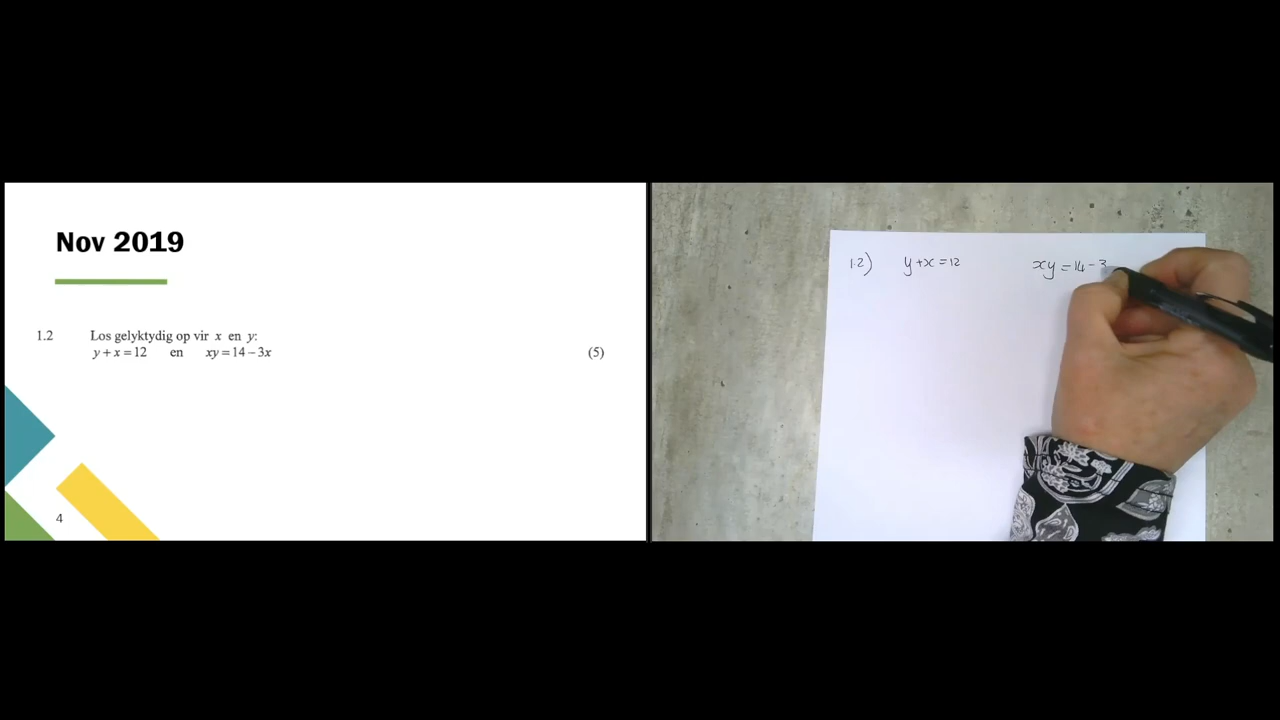 Nov 2019
1.2 Los gelyktydig op vir x en y:
y + x = 12 en xy = 14 − 3x (5)
4
1.2) y + x = 12 xy = 14 − 3